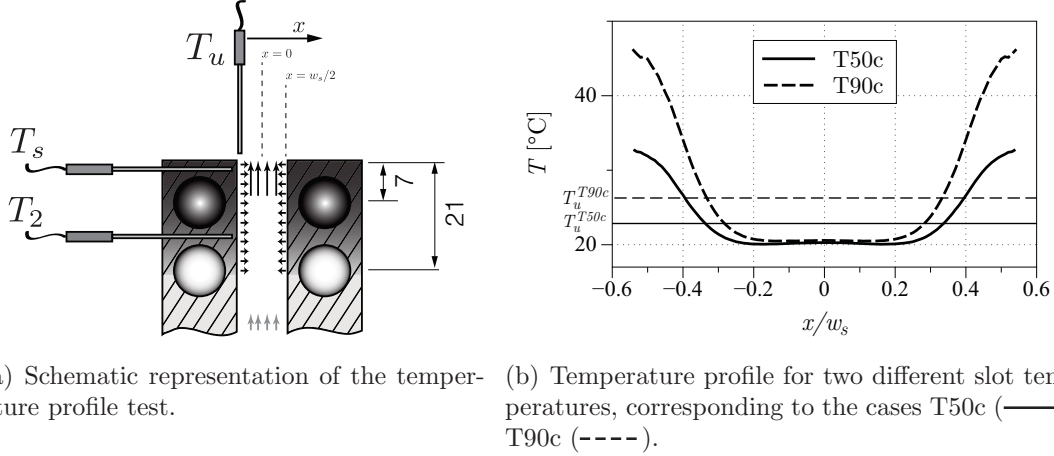 T_u
x
x=0
x=w_s/2
T_s
T_2
7
21
T [°C]
40
T_u^{T90c}
T_u^{T50c}
20
T50c
T90c
−0.6 −0.4 −0.2 0 0.2 0.4 0.6
x/w_s
) Schematic representation of the temper-
ture profile test.
(b) Temperature profile for two different slot tem
peratures, corresponding to the cases T50c (
T90c ( ).